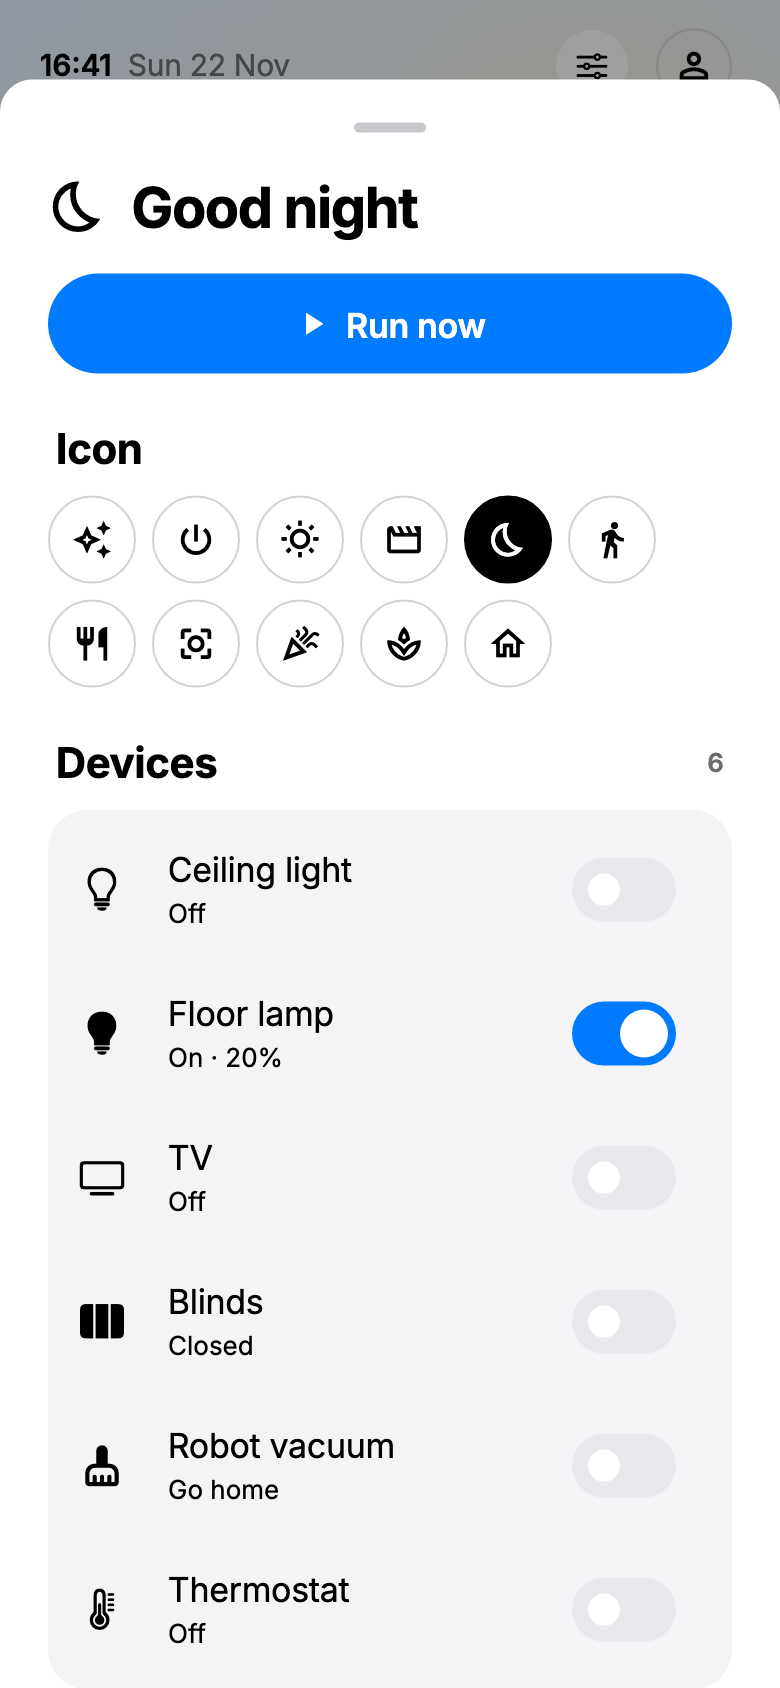 16:41 Sun 22 Nov
Good night
Run now
Icon
Devices
6
Ceiling light
Off
Floor lamp
On · 20%
TV
Off
Blinds
Closed
Robot vacuum
Go home
Thermostat
Off